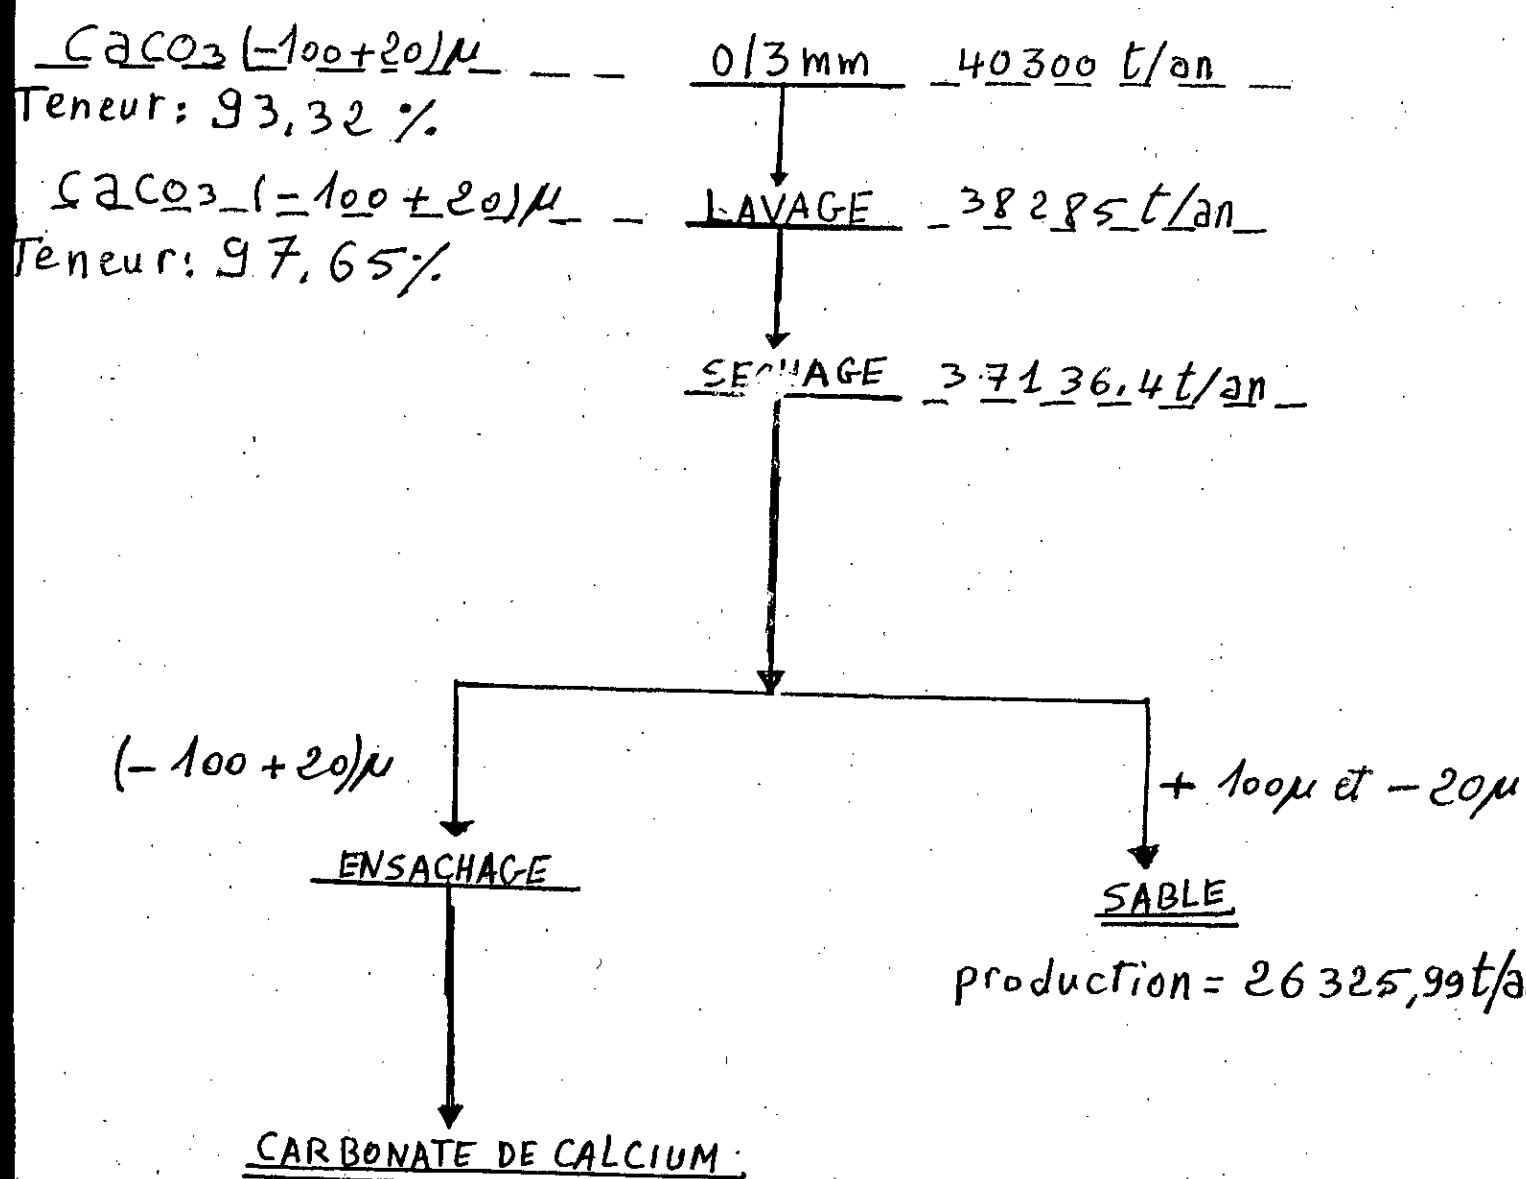 CaCO3 (-100+20)µ 0/3 mm 40300 t/an
Teneur: 93,32 %
CaCO3 (-100+20)µ LAVAGE 38285 t/an
Teneur: 97,65%
SECHAGE 37136,4 t/an
(-100+20)µ
+ 100µ et - 20µ
ENSACHAGE
SABLE
production = 26325,99 t/a
CARBONATE DE CALCIUM.